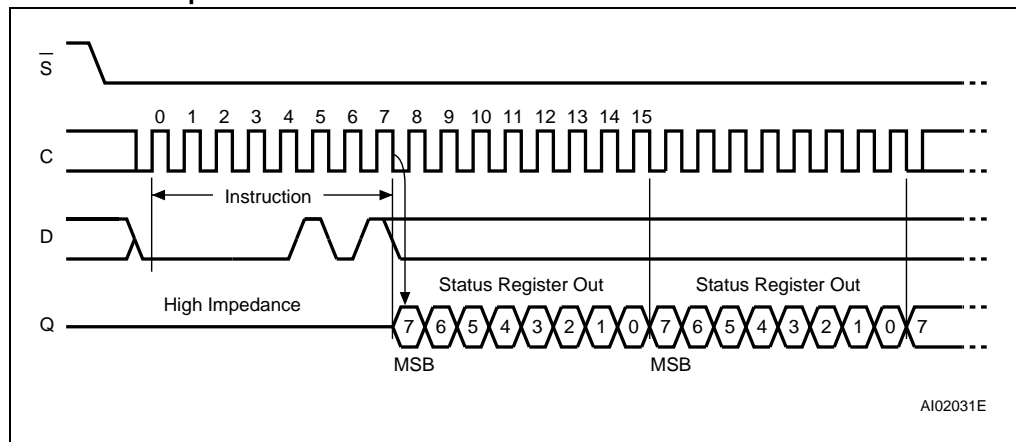 S
0 1 2 3 4 5 6 7 8 9 10 11 12 13 14 15
C
Instruction
D
Status Register Out Status Register Out
High Impedance
Q
7 6 5 4 3 2 1 0 7 6 5 4 3 2 1 0 7
MSB MSB
AI02031E